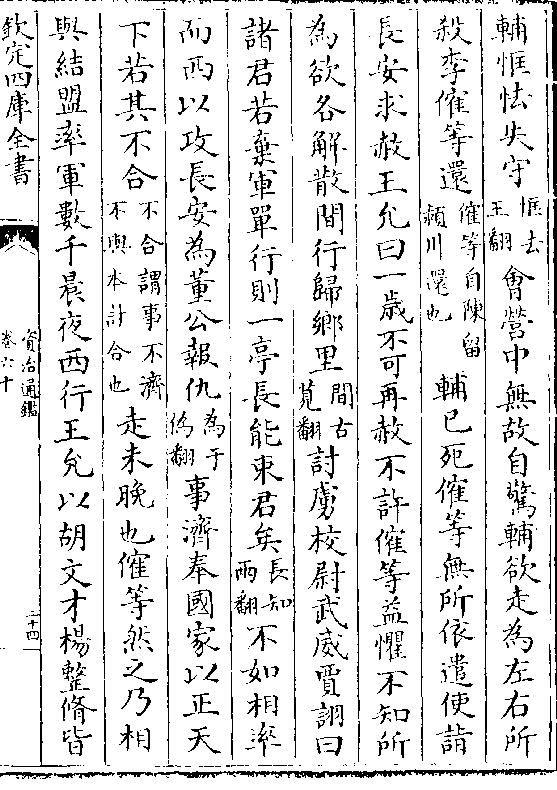 輔恇怯失守恇去王翻會營中無故自驚輔欲走為左右所
殺李傕等還傕等自陳留潁川還也輔已死傕等無所依遣使詣
長安求赦王允曰一歲不可再赦不許傕等益懼不知所
為欲各解散間行歸鄉里間古莧翻討虜校尉武威賈詡曰
諸君若棄軍單行則一亭長能束君矣長知兩翻不如相率
而西以攻長安為董公報仇為于偽翻事濟奉國家以正天
下若其不合不合謂事不濟不與本計合也走未晚也傕等然之乃相
與結盟率軍數千晨夜西行王允以胡文才楊整脩皆
欽定四庫全書
資治通鑑
卷六十
二十四